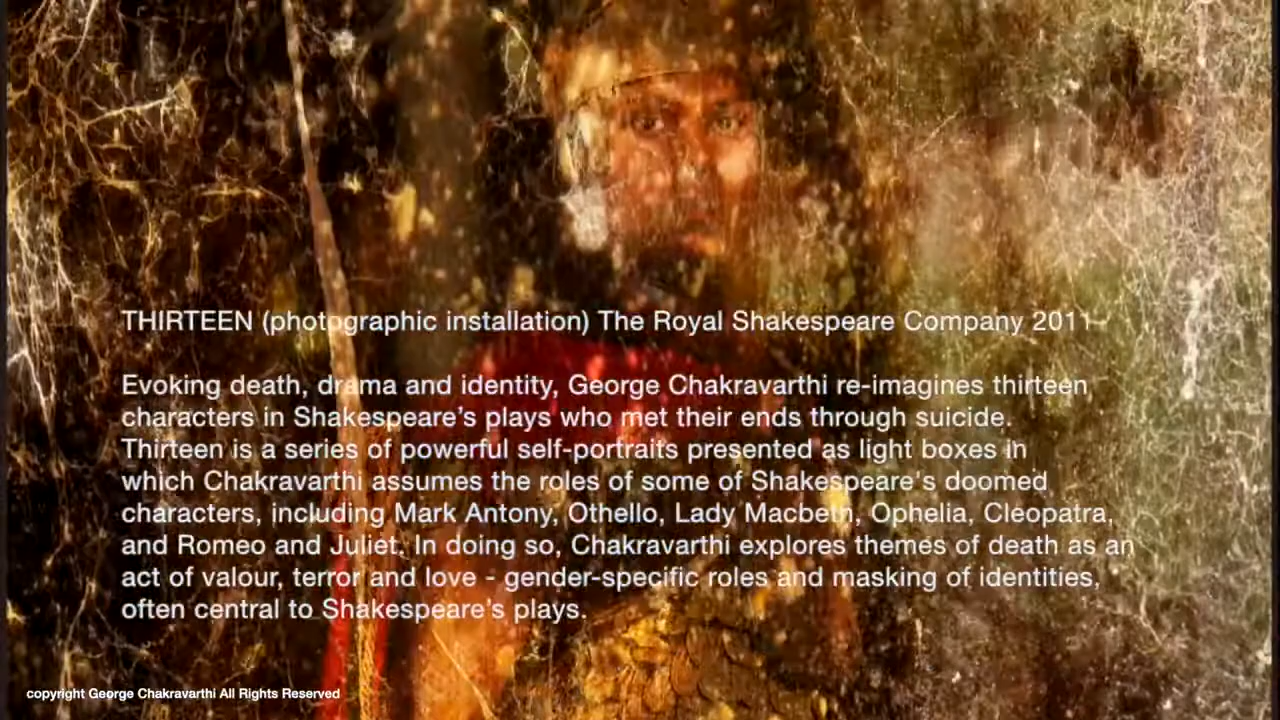 THIRTEEN (photographic installation) The Royal Shakespeare Company 2011
Evoking death, drama and identity, George Chakravarthi re-imagines thirteen
characters in Shakespeare’s plays who met their ends through suicide.
Thirteen is a series of powerful self-portraits presented as light boxes in
which Chakravarthi assumes the roles of some of Shakespeare's doomed
characters, including Mark Antony, Othello, Lady Macbeth, Ophelia, Cleopatra,
and Romeo and Juliet. In doing so, Chakravarthi explores themes of death as an
act of valour, terror and love - gender-specific roles and masking of identities,
often central to Shakespeare’s plays.
copyright George Chakravarthi All Rights Reserved